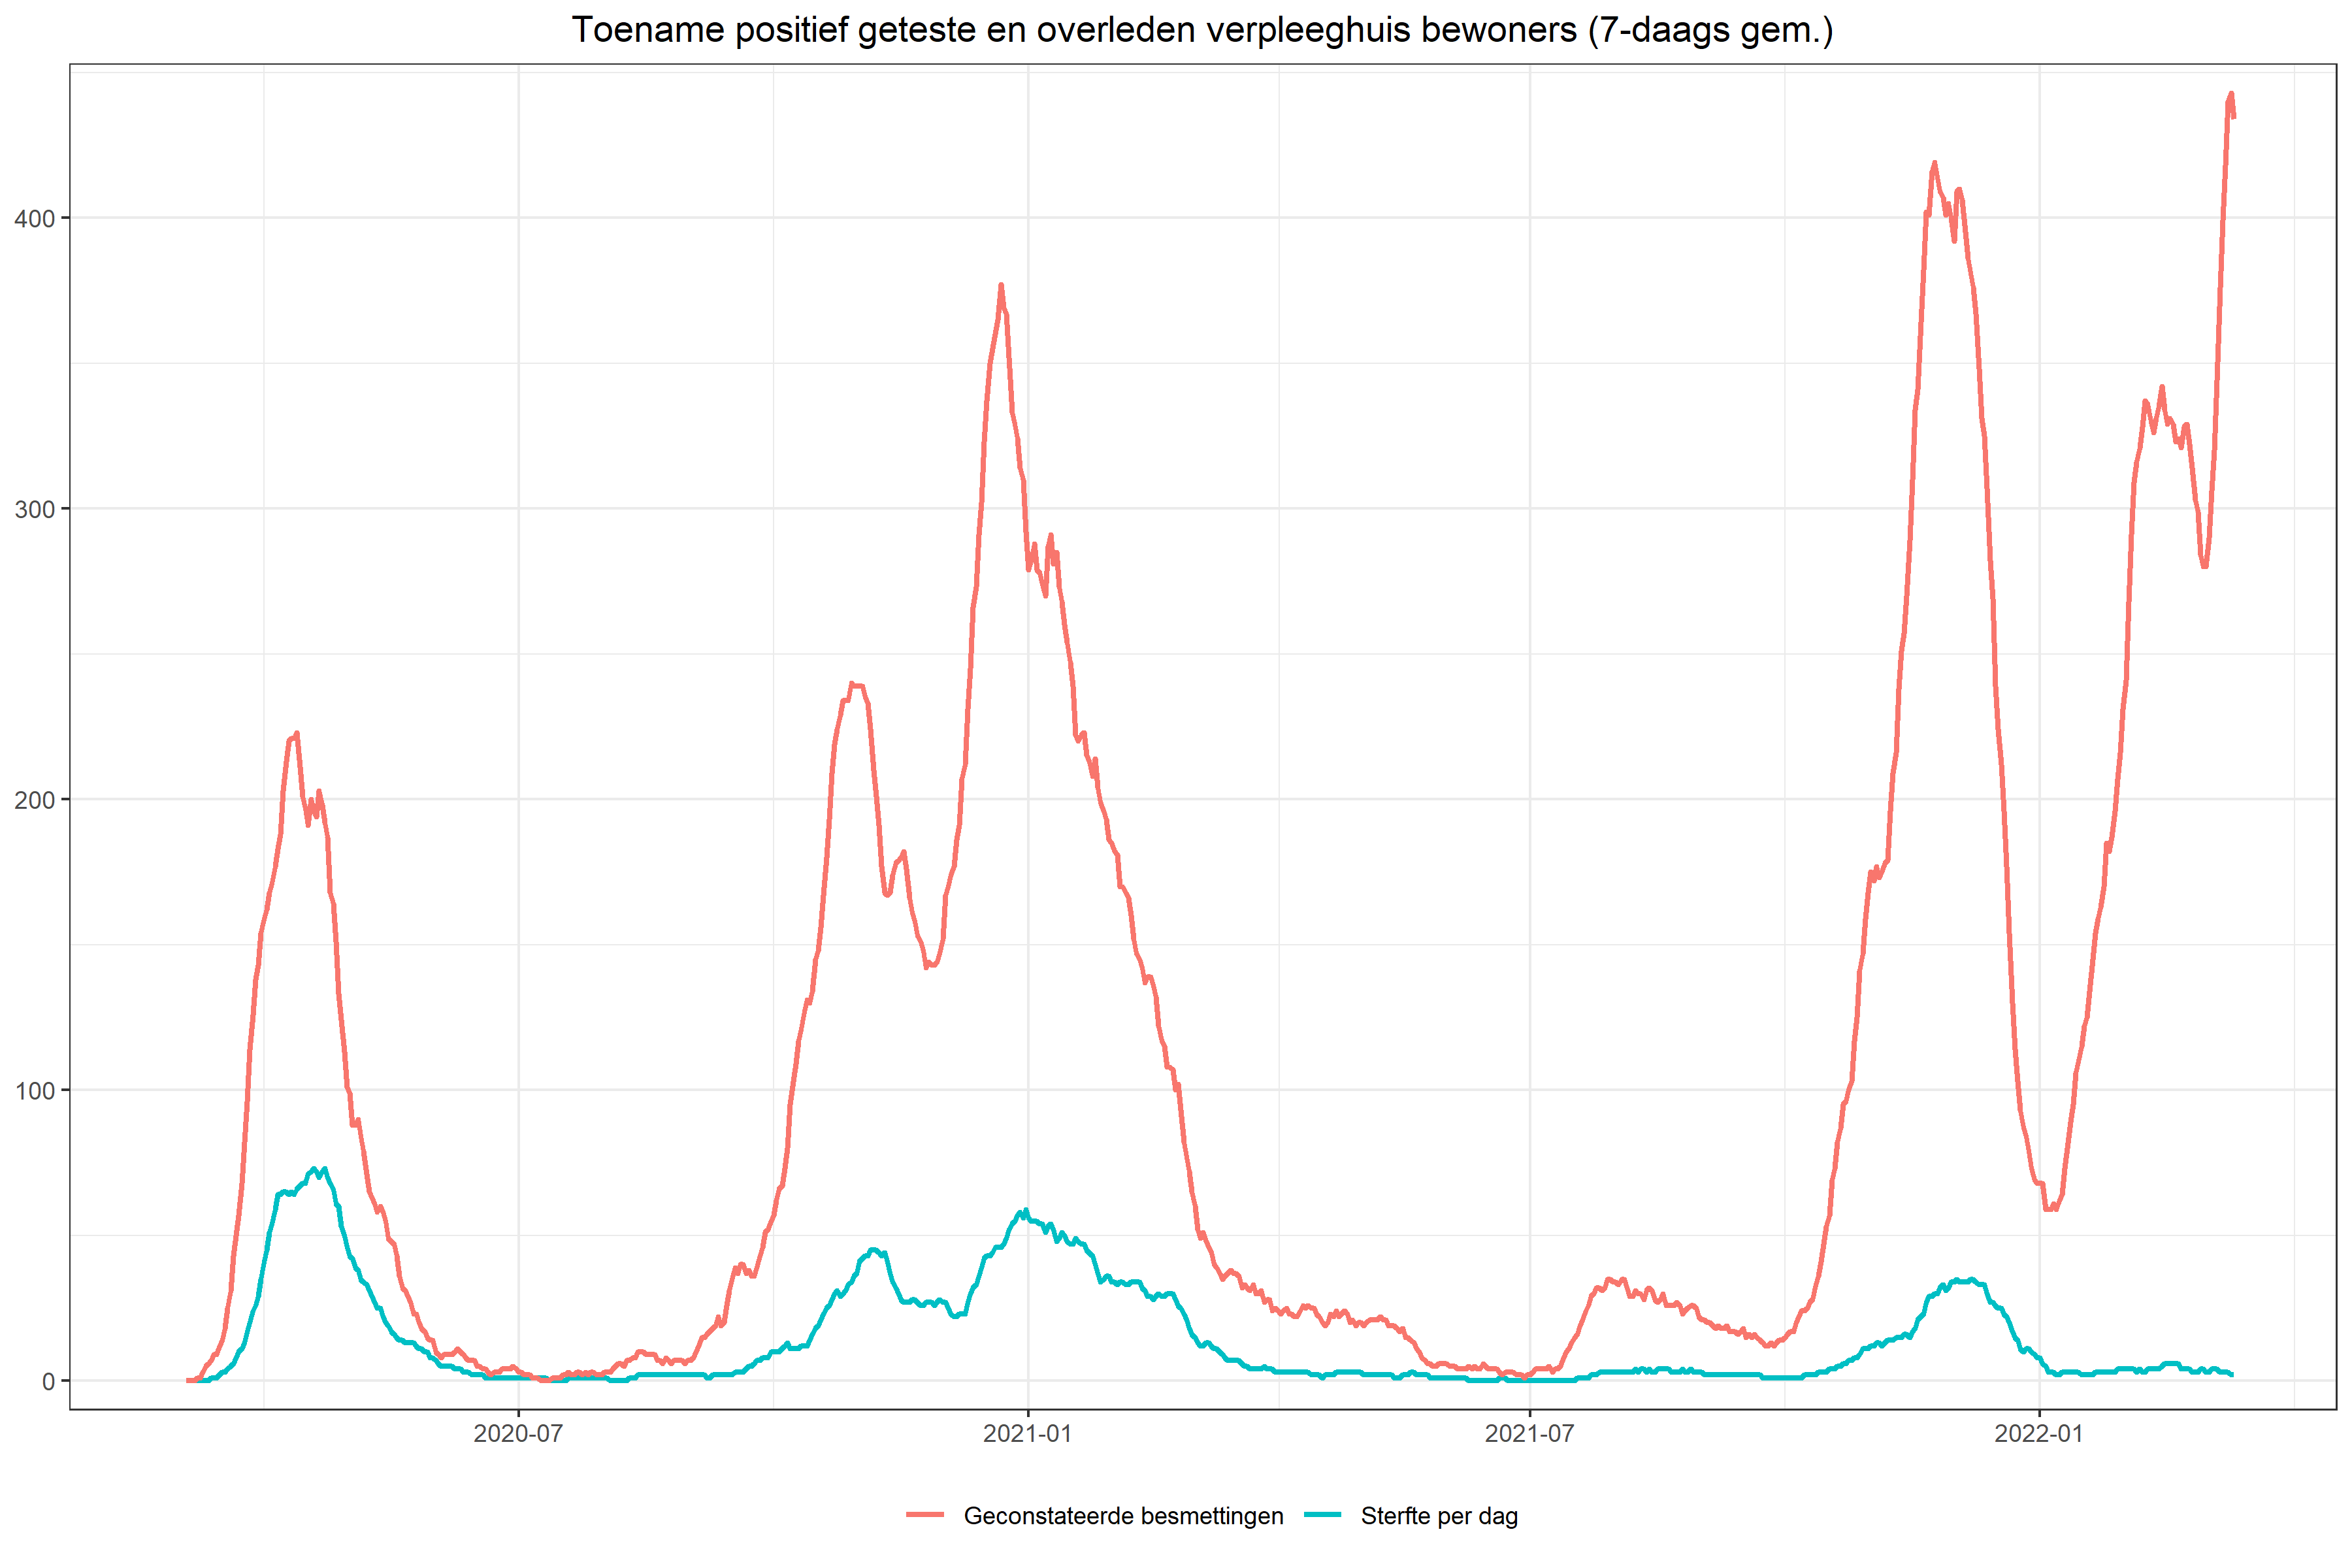 Toename positief geteste en overleden verpleeghuis bewoners (7-daags gem.)
400
300
200
100
0
2020-07 2021-01 2021-07 2022-01
Geconstateerde besmettingen Sterfte per dag